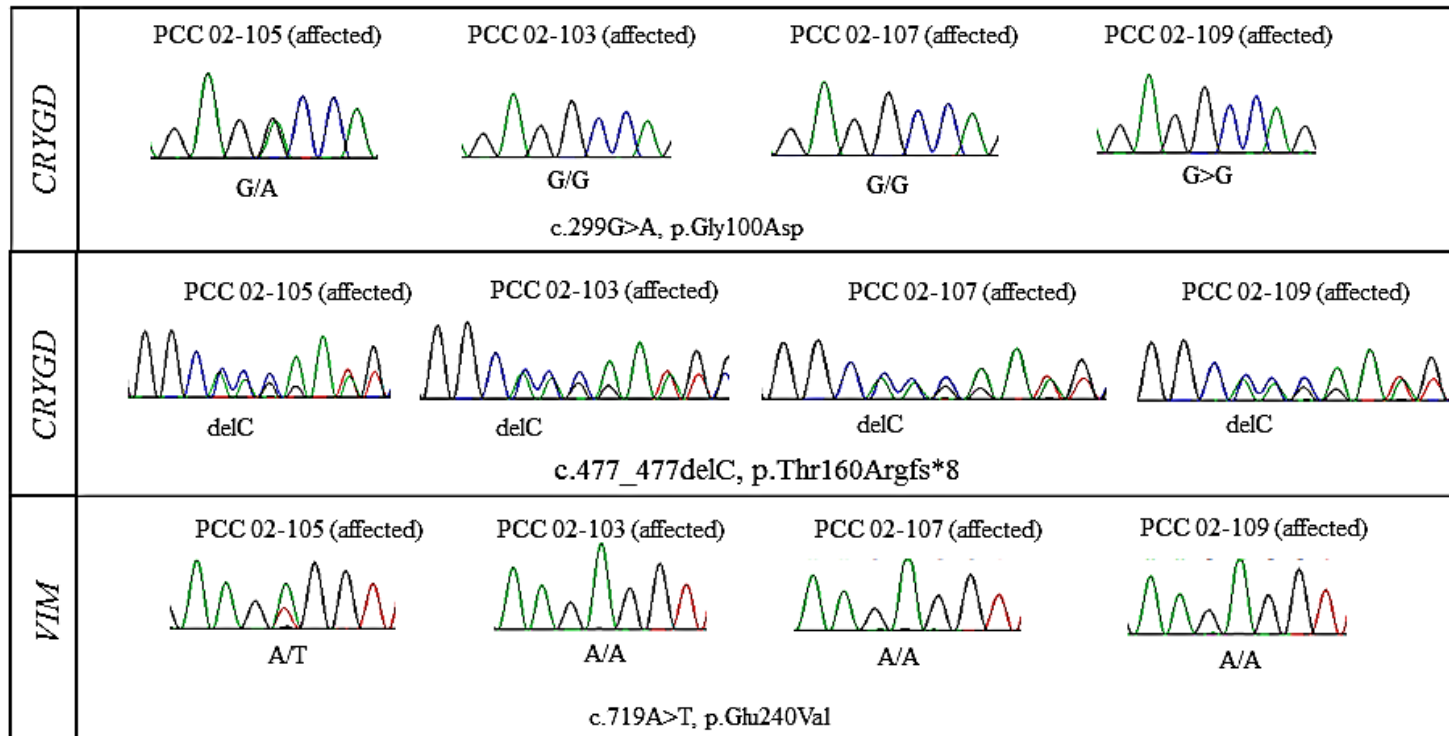 CRYGD
PCC 02-105 (affected) PCC 02-103 (affected) PCC 02-107 (affected) PCC 02-109 (affected)
G/A G/G G/G G>G
c.299G>A, p.Gly100Asp
CRYGD
PCC 02-105 (affected) PCC 02-103 (affected) PCC 02-107 (affected) PCC 02-109 (affected)
delC delC delC delC
c.477_477delC, p.Thr160Argfs*8
VIM
PCC 02-105 (affected) PCC 02-103 (affected) PCC 02-107 (affected) PCC 02-109 (affected)
A/T A/A A/A A/A
c.719A>T, p.Glu240Val